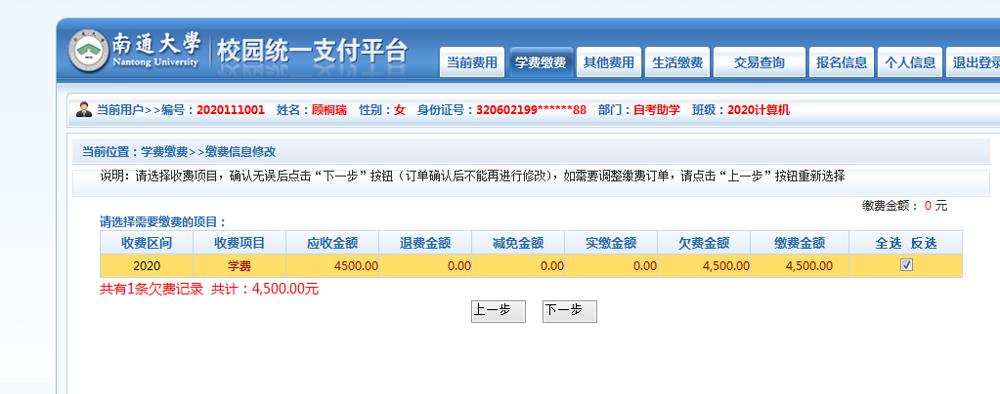 南通大學
Nantong University
校园统一支付平台
当前费用 学费缴费 其他费用 生活缴费 交易查询 报名信息 个人信息 退出登录
当前用户>>编号：2020111001 姓名：顾桐瑞 性别：女 身份证号：320602199******88 部门：自考助学 班级：2020计算机
当前位置：学费缴费>>缴费信息修改
说明：请选择收费项目，确认无误后点击“下一步”按钮（订单确认后不能再进行修改），如需要调整缴费订单，请点击“上一步”按钮重新选择
缴费金额： 0 元
请选择需要缴费的项目：
收费区间 收费项目 应收金额 退费金额 减免金额 实缴金额 欠费金额 缴费金额 全选 反选
2020 学费 4500.00 0.00 0.00 0.00 4,500.00 4,500.00
共有1条欠费记录 共计：4,500.00元
上一步 下一步